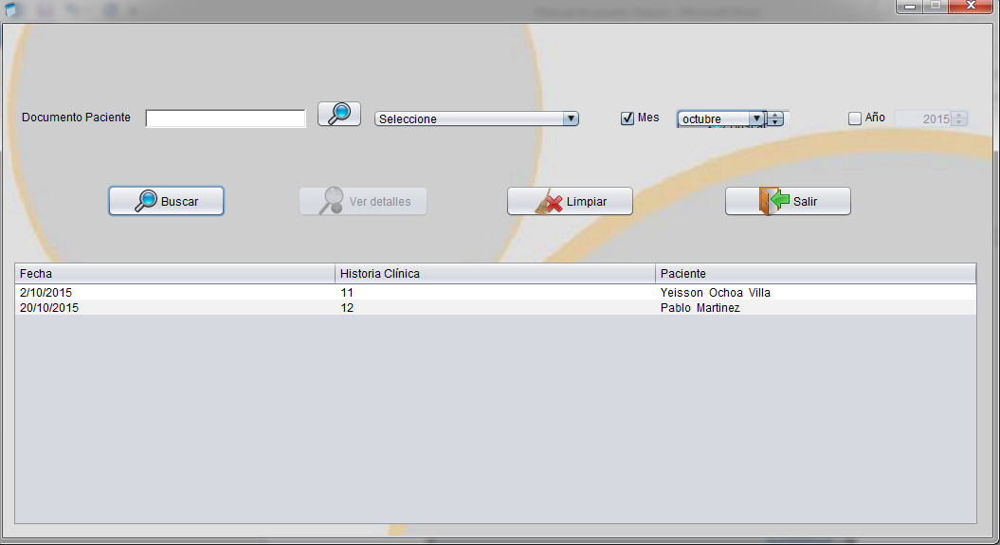 Documento Paciente
Seleccione
Mes
octubre
Año
2015
Buscar
Ver detalles
Limpiar
Salir
Fecha Historia Clínica Paciente
2/10/2015 11 Yeisson Ochoa Villa
20/10/2015 12 Pablo Martinez